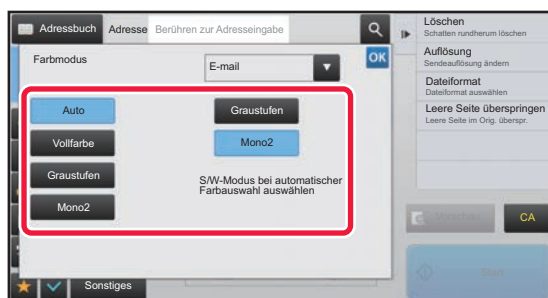 Adressbuch
Adresse
Berühren zur Adresseingabe
Farbmodus
E-mail
OK
Auto
Vollfarbe
Graustufen
Mono2
Graustufen
Mono2
S/W-Modus bei automatischer
Farbauswahl auswählen
Sonstiges
Löschen
Schatten rundherum löschen
Auflösung
Sendeauflösung ändern
Dateiformat
Dateiformat auswählen
Leere Seite überspringen
Leere Seite im Orig. überspr.
Vorschau
CA
Start